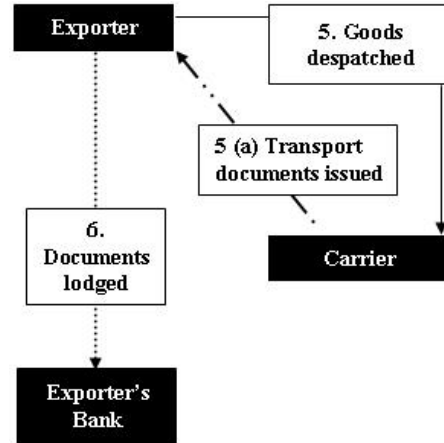 Exporter
5. Goods
despatched
5 (a) Transport
documents issued
6.
Documents
lodged
Carrier
Exporter's
Bank